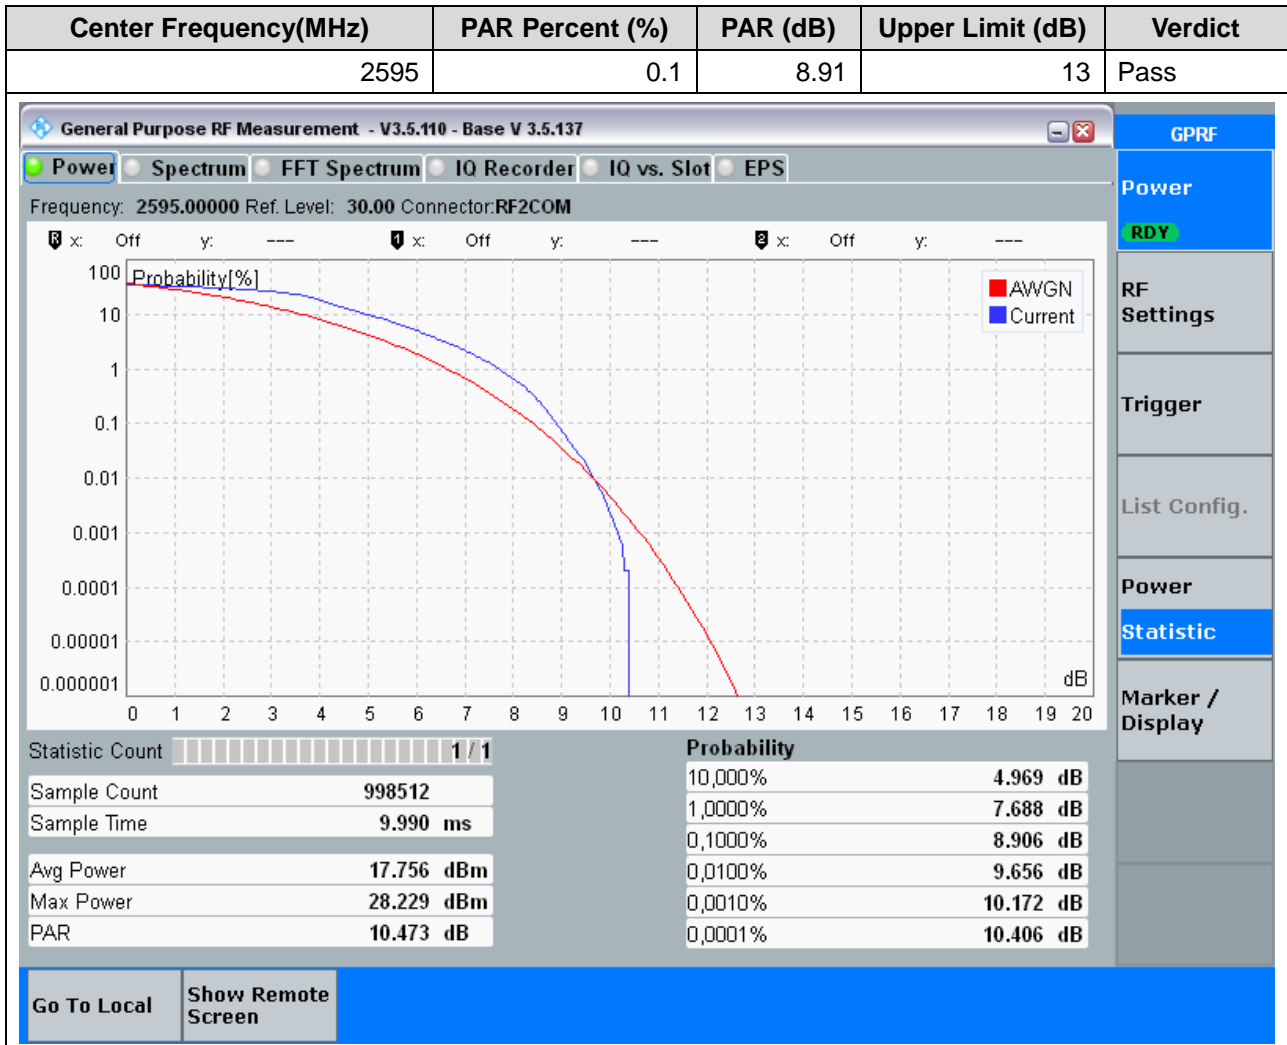 Center Frequency(MHz) PAR Percent (%) PAR (dB) Upper Limit (dB) Verdict
2595 0.1 8.91 13 Pass
General Purpose RF Measurement - V3.5.110 - Base V 3.5.137
GPRF
Power Spectrum FFT Spectrum IQ Recorder IQ vs. Slot EPS
Power
RDY
Frequency: 2595.00000 Ref. Level: 30.00 Connector:RF2COM
R x: Off y: --- 1 x: Off y: --- 2 x: Off y: ---
Probability[%]
100
10
1
0.1
0.01
0.001
0.0001
0.00001
0.000001
AWGN
Current
dB
0 1 2 3 4 5 6 7 8 9 10 11 12 13 14 15 16 17 18 19 20
RF
Settings
Trigger
List Config.
Power
Statistic
Marker /
Display
Statistic Count 1 / 1
Sample Count 998512
Sample Time 9.990 ms
Avg Power 17.756 dBm
Max Power 28.229 dBm
PAR 10.473 dB
Probability
10,000% 4.969 dB
1,0000% 7.688 dB
0,1000% 8.906 dB
0,0100% 9.656 dB
0,0010% 10.172 dB
0,0001% 10.406 dB
Go To Local
Show Remote
Screen